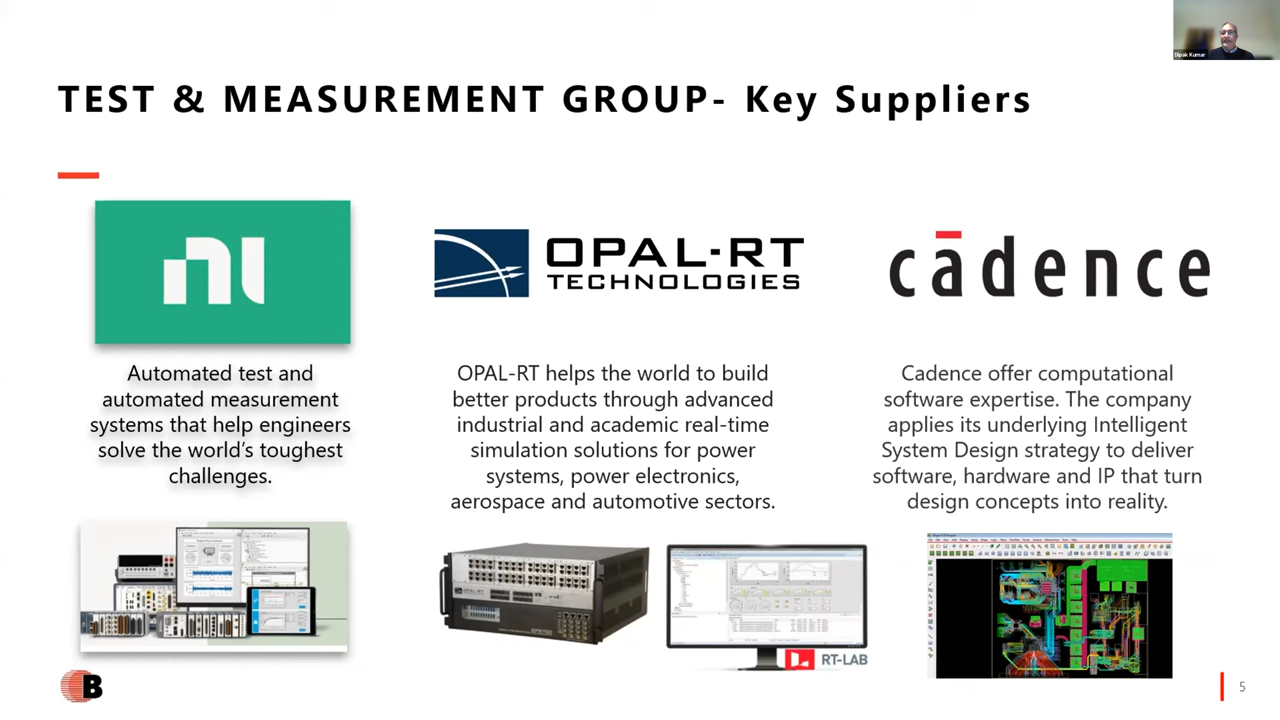 Dipak Kumar
TEST & MEASUREMENT GROUP- Key Suppliers
ni
Automated test and
automated measurement
systems that help engineers
solve the world's toughest
challenges.
OPAL-RT
TECHNOLOGIES
OPAL-RT helps the world to build
better products through advanced
industrial and academic real-time
simulation solutions for power
systems, power electronics,
aerospace and automotive sectors.
RT-LAB
cādence
Cadence offer computational
software expertise. The company
applies its underlying Intelligent
System Design strategy to deliver
software, hardware and IP that turn
design concepts into reality.
B
5